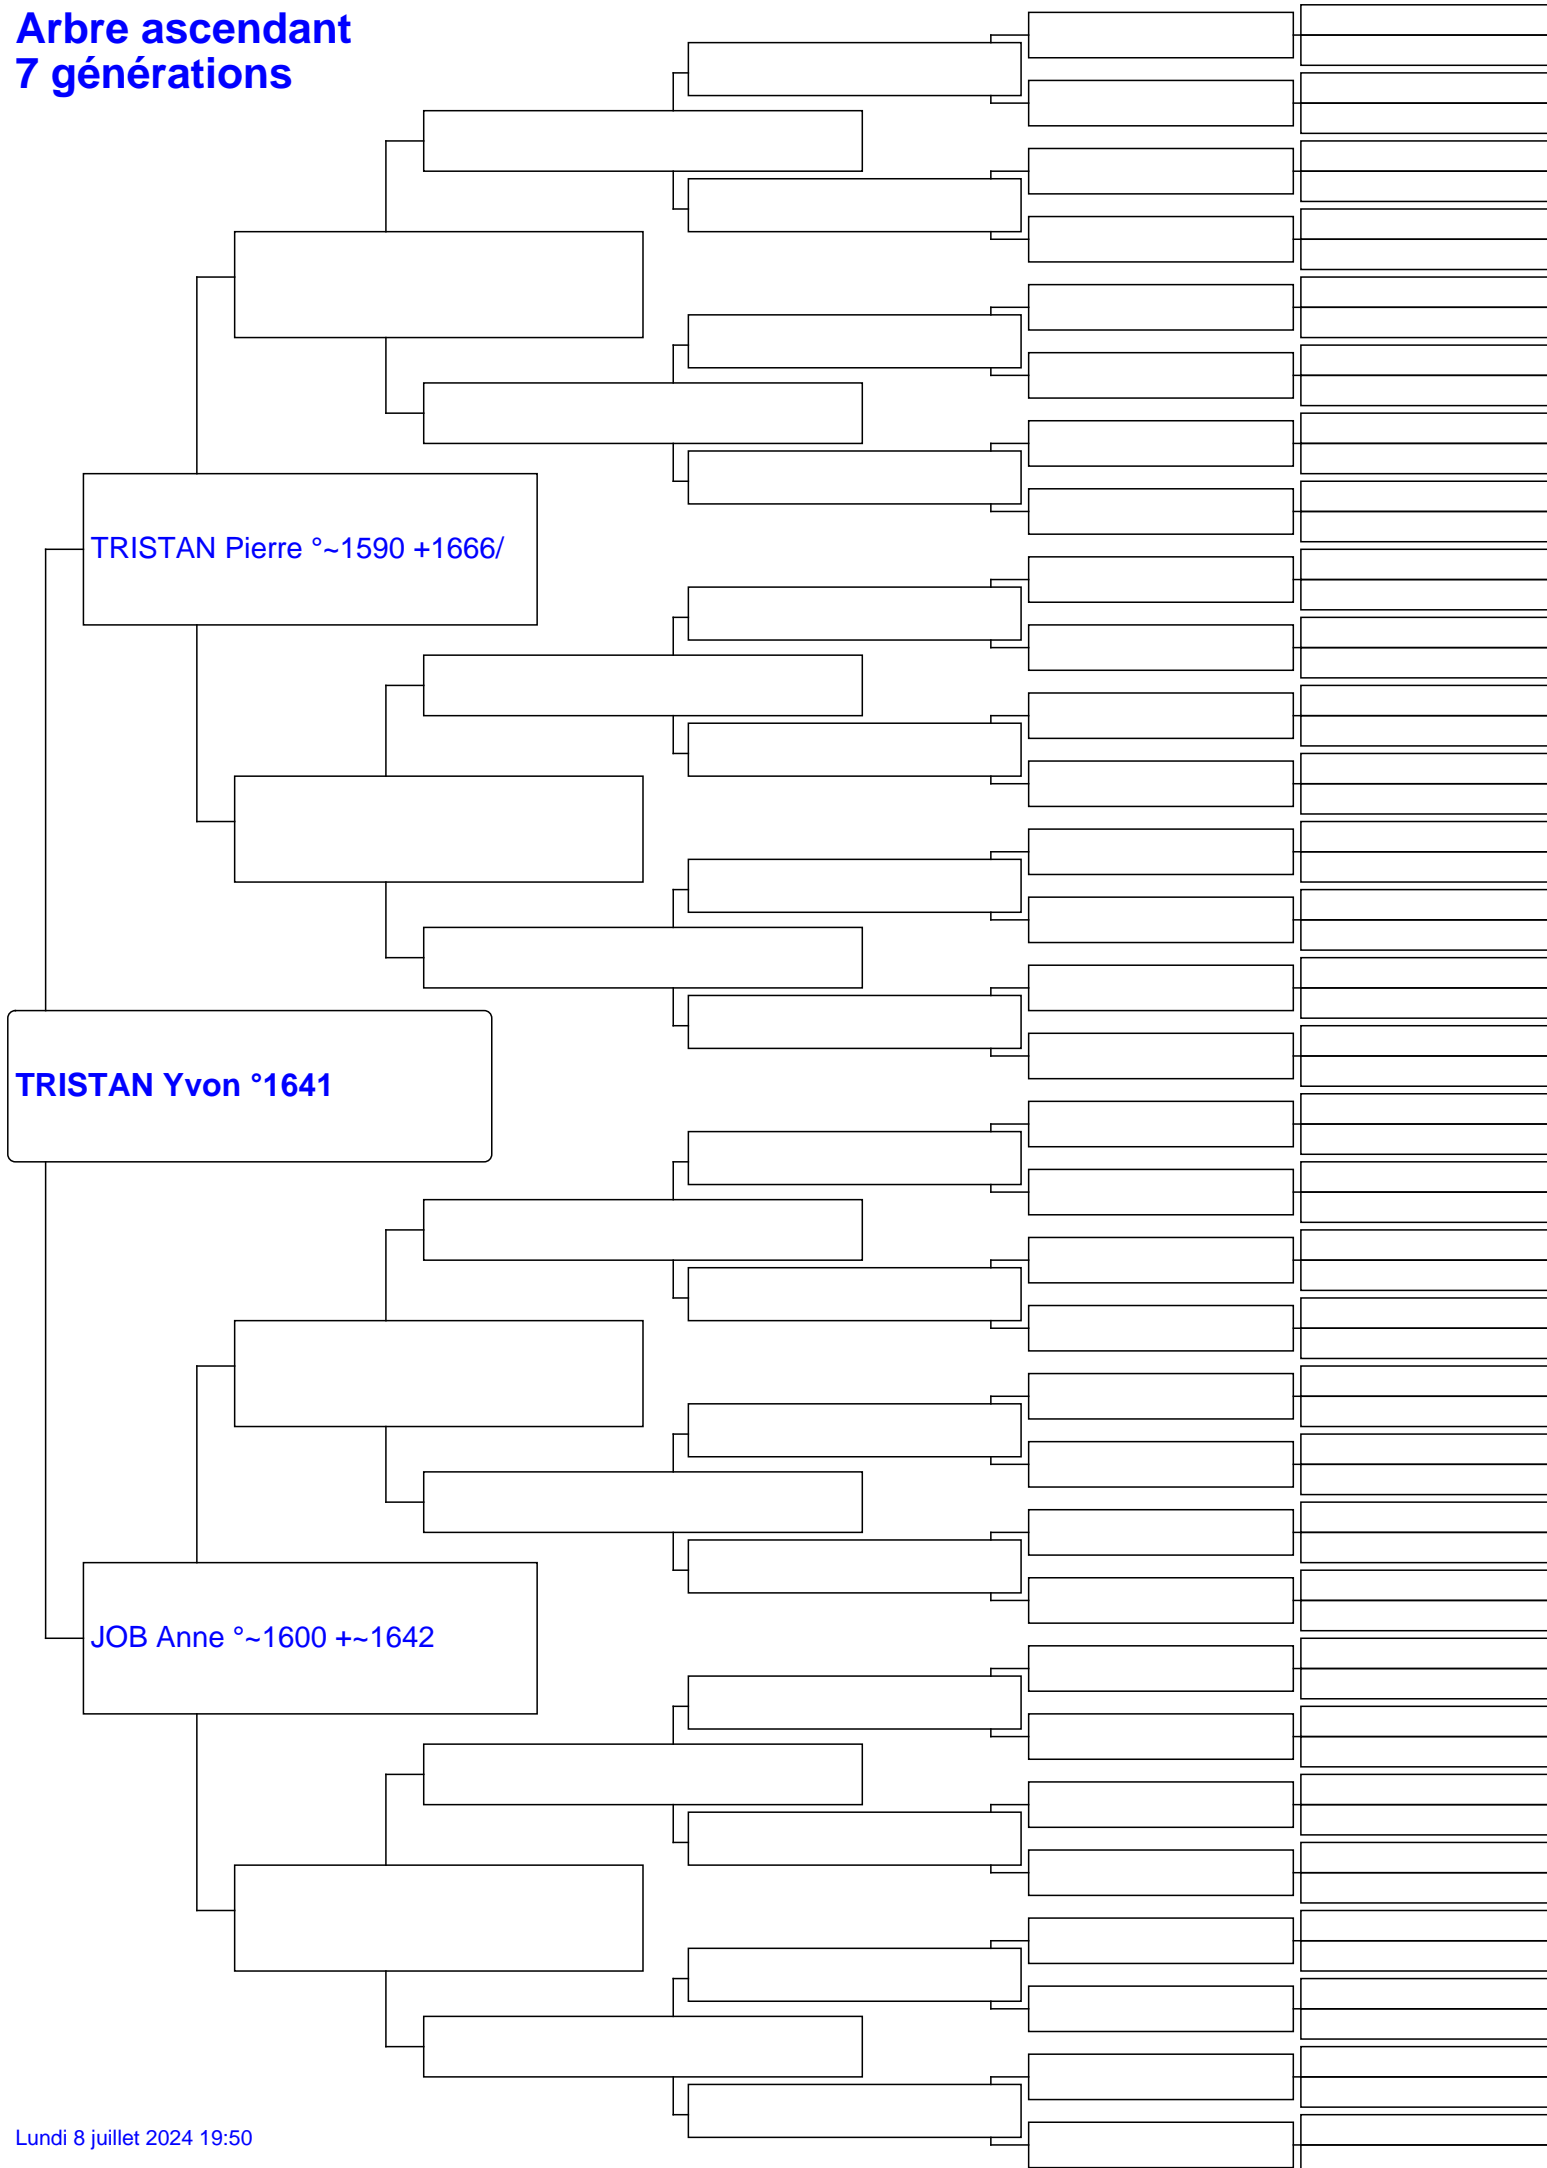 Arbre ascendant
7 générations
TRISTAN Pierre °~1590 +1666/
TRISTAN Yvon °1641
JOB Anne °~1600 +~1642
Lundi 8 juillet 2024 19:50